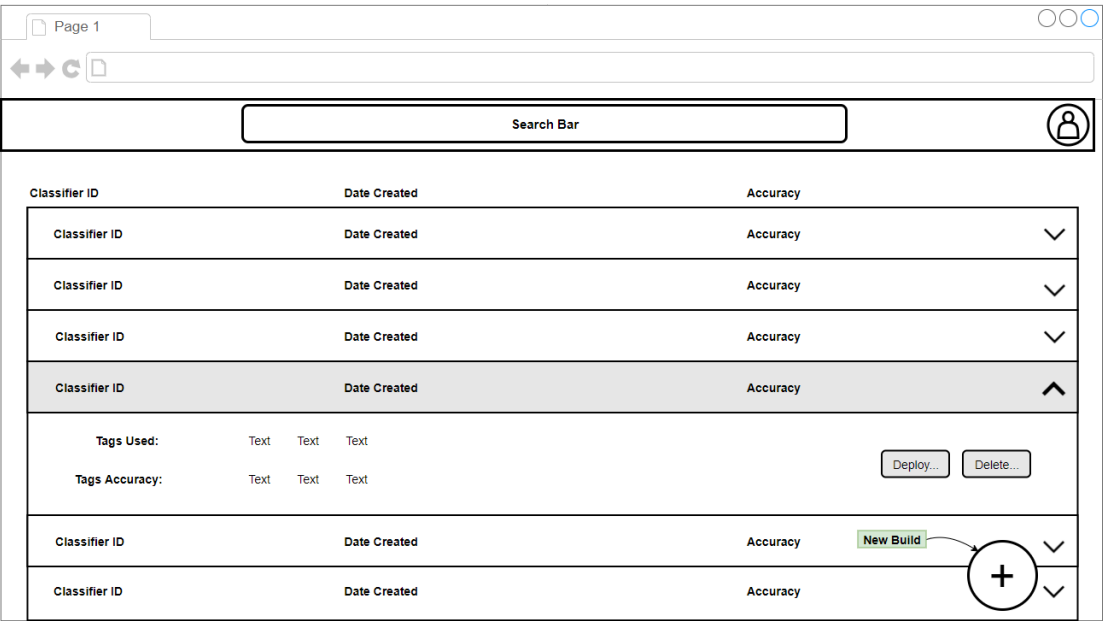 Page 1
Search Bar
Classifier ID Date Created Accuracy
Classifier ID Date Created Accuracy
Classifier ID Date Created Accuracy
Classifier ID Date Created Accuracy
Classifier ID Date Created Accuracy
Tags Used: Text Text Text
Deploy... Delete...
Tags Accuracy: Text Text Text
Classifier ID Date Created Accuracy New Build
+
Classifier ID Date Created Accuracy